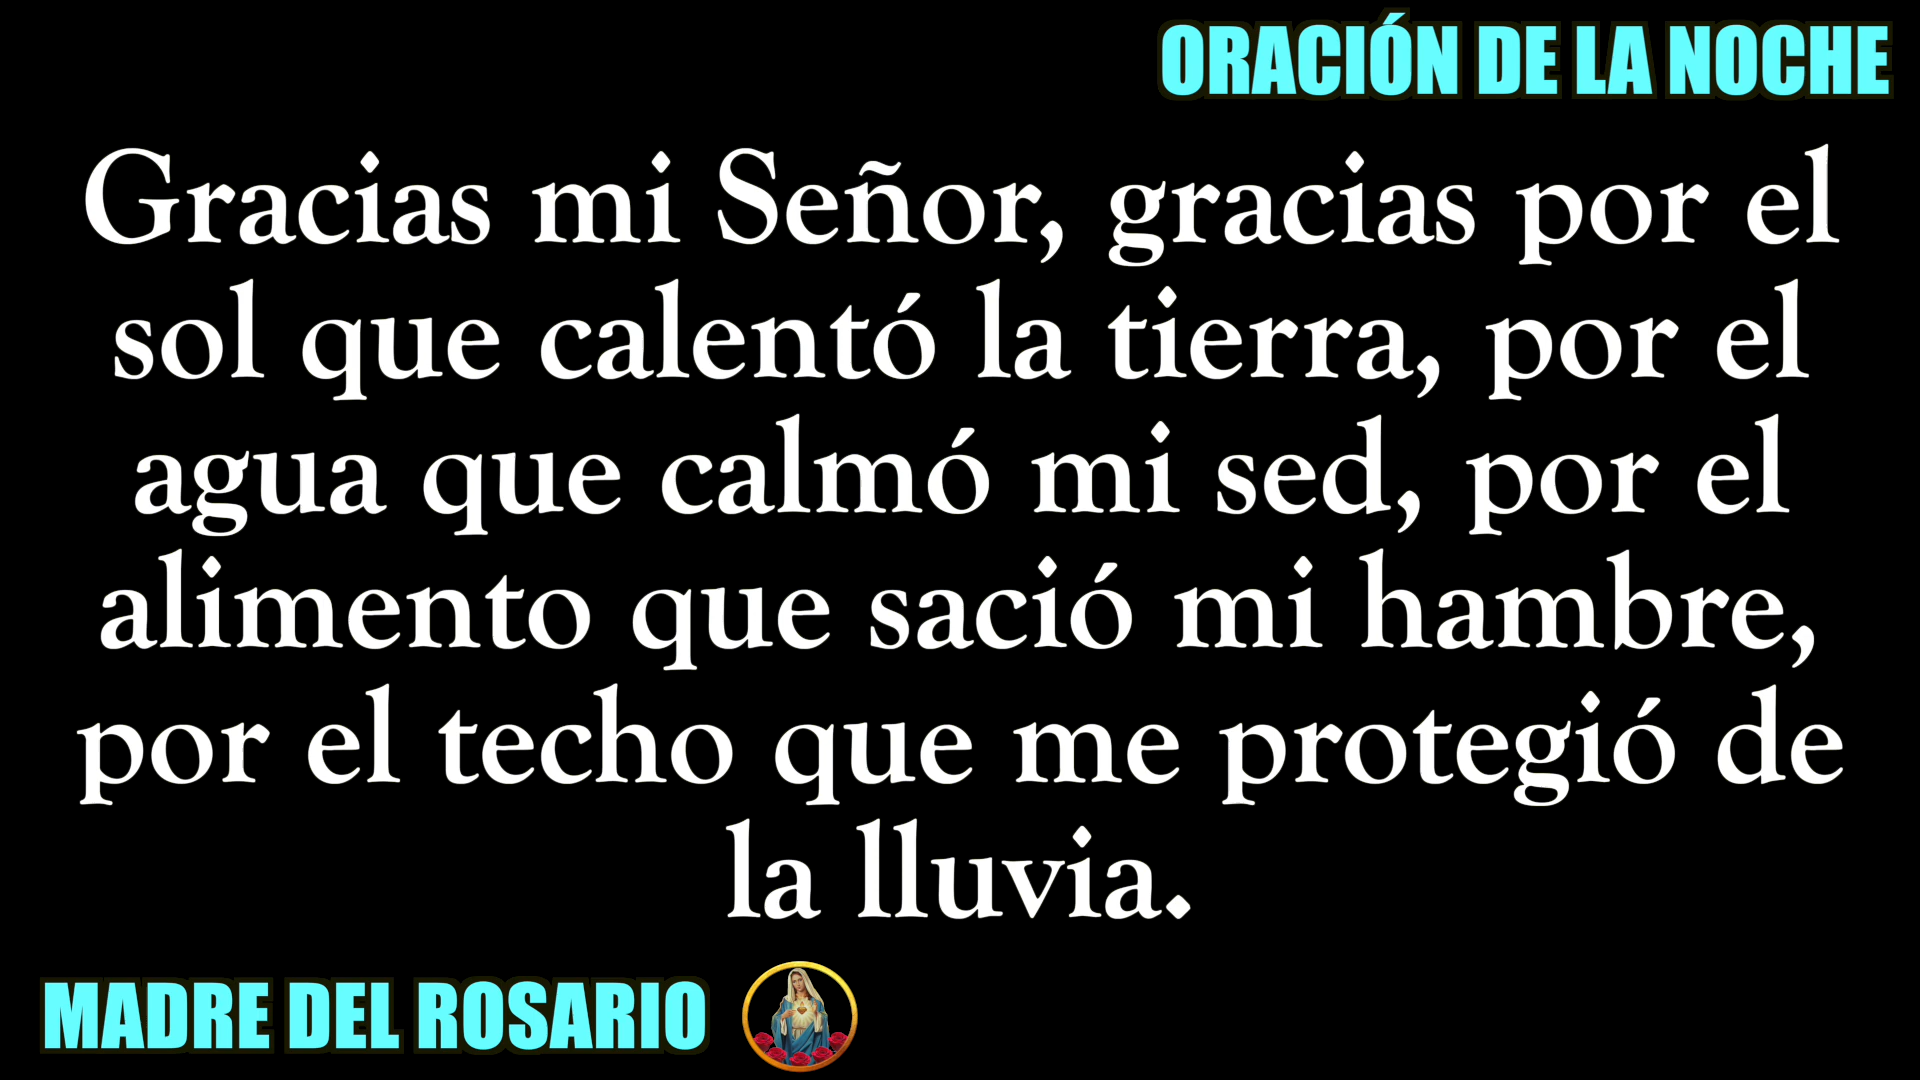 ORACIÓN DE LA NOCHE
Gracias mi Señor, gracias por el
sol que calentó la tierra, por el
agua que calmó mi sed, por el
alimento que sació mi hambre,
por el techo que me protegió de
la lluvia.
MADRE DEL ROSARIO